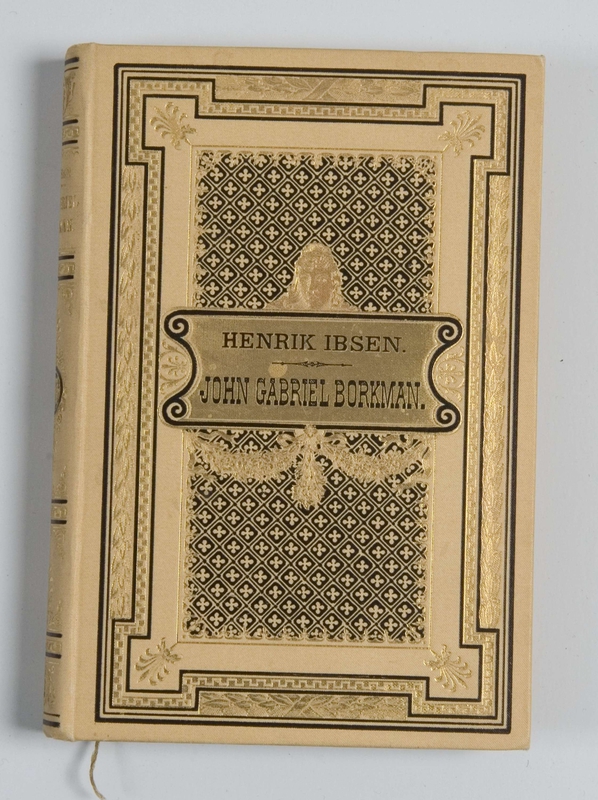 HENRIK IBSEN.
JOHN GABRIEL BORKMAN.